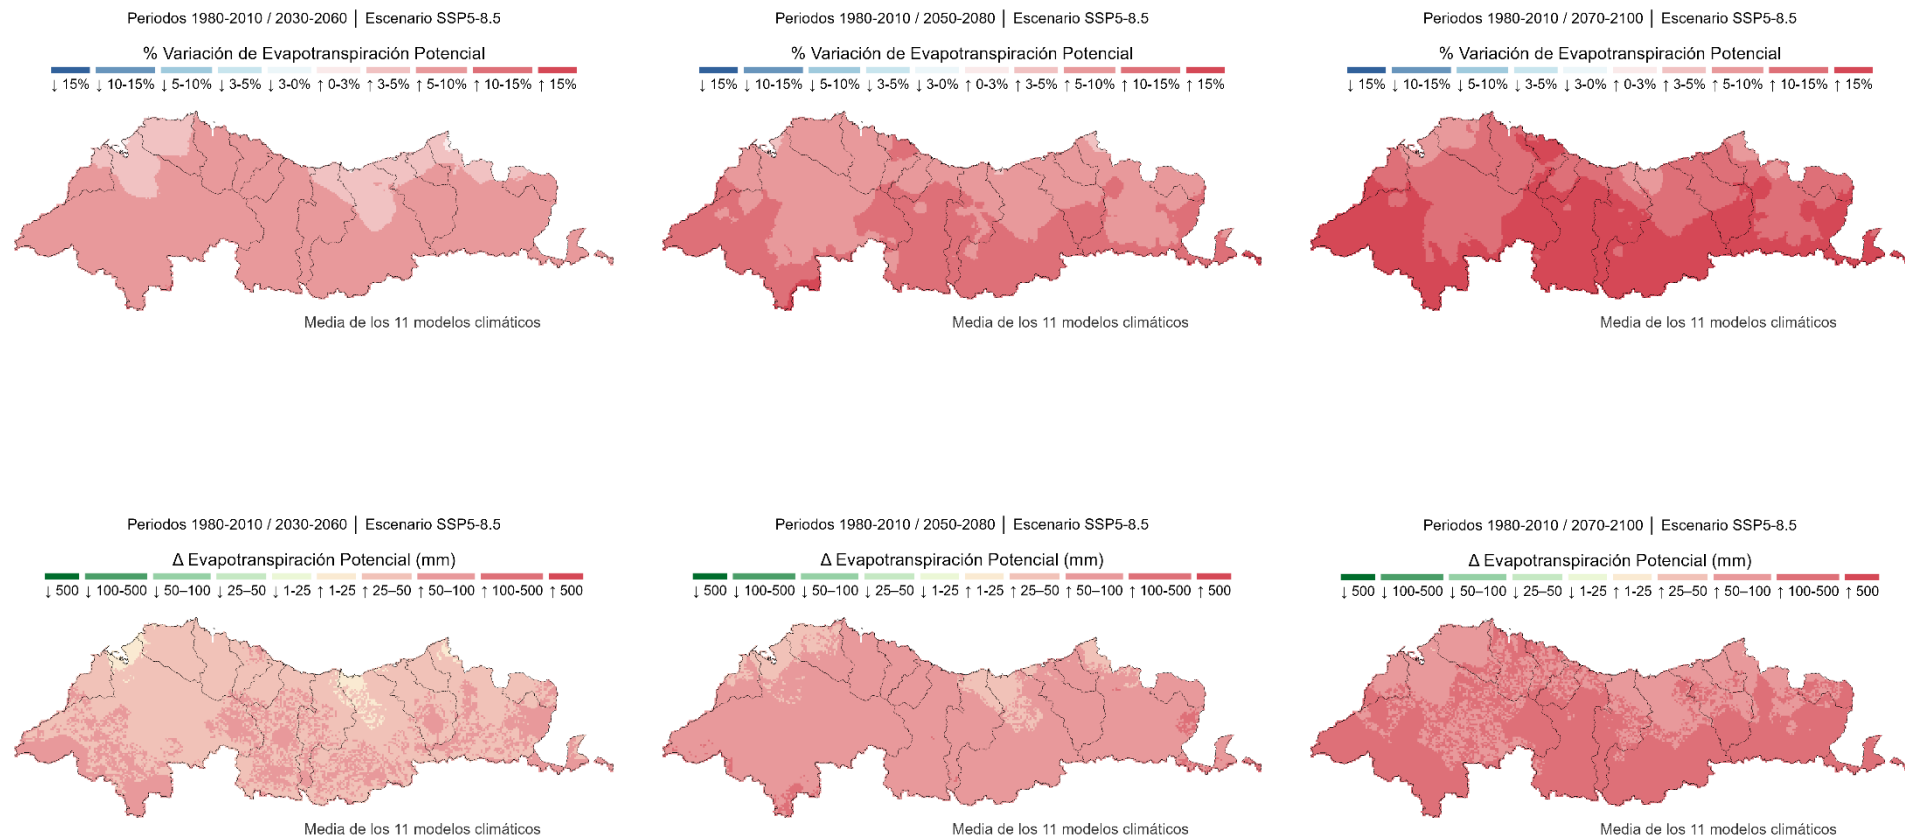 Periodos 1980-2010 / 2030-2060 | Escenario SSP5-8.5
% Variación de Evapotranspiración Potencial
↓ 15% ↓ 10-15% ↓ 5-10% ↓ 3-5% ↓ 3-0% ↑ 0-3% ↑ 3-5% ↑ 5-10% ↑ 10-15% ↑ 15%
Media de los 11 modelos climáticos
Periodos 1980-2010 / 2050-2080 | Escenario SSP5-8.5
% Variación de Evapotranspiración Potencial
↓ 15% ↓ 10-15% ↓ 5-10% ↓ 3-5% ↓ 3-0% ↑ 0-3% ↑ 3-5% ↑ 5-10% ↑ 10-15% ↑ 15%
Media de los 11 modelos climáticos
Periodos 1980-2010 / 2070-2100 | Escenario SSP5-8.5
% Variación de Evapotranspiración Potencial
↓ 15% ↓ 10-15% ↓ 5-10% ↓ 3-5% ↓ 3-0% ↑ 0-3% ↑ 3-5% ↑ 5-10% ↑ 10-15% ↑ 15%
Media de los 11 modelos climáticos
Periodos 1980-2010 / 2030-2060 | Escenario SSP5-8.5
Δ Evapotranspiración Potencial (mm)
↓ 500 ↓ 100-500 ↓ 50–100 ↓ 25–50 ↓ 1-25 ↑ 1-25 ↑ 25–50 ↑ 50–100 ↑ 100-500 ↑ 500
Media de los 11 modelos climáticos
Periodos 1980-2010 / 2050-2080 | Escenario SSP5-8.5
Δ Evapotranspiración Potencial (mm)
↓ 500 ↓ 100-500 ↓ 50–100 ↓ 25–50 ↓ 1-25 ↑ 1-25 ↑ 25–50 ↑ 50–100 ↑ 100-500 ↑ 500
Media de los 11 modelos climáticos
Periodos 1980-2010 / 2070-2100 | Escenario SSP5-8.5
Δ Evapotranspiración Potencial (mm)
↓ 500 ↓ 100-500 ↓ 50–100 ↓ 25–50 ↓ 1-25 ↑ 1-25 ↑ 25–50 ↑ 50–100 ↑ 100-500 ↑ 500
Media de los 11 modelos climáticos